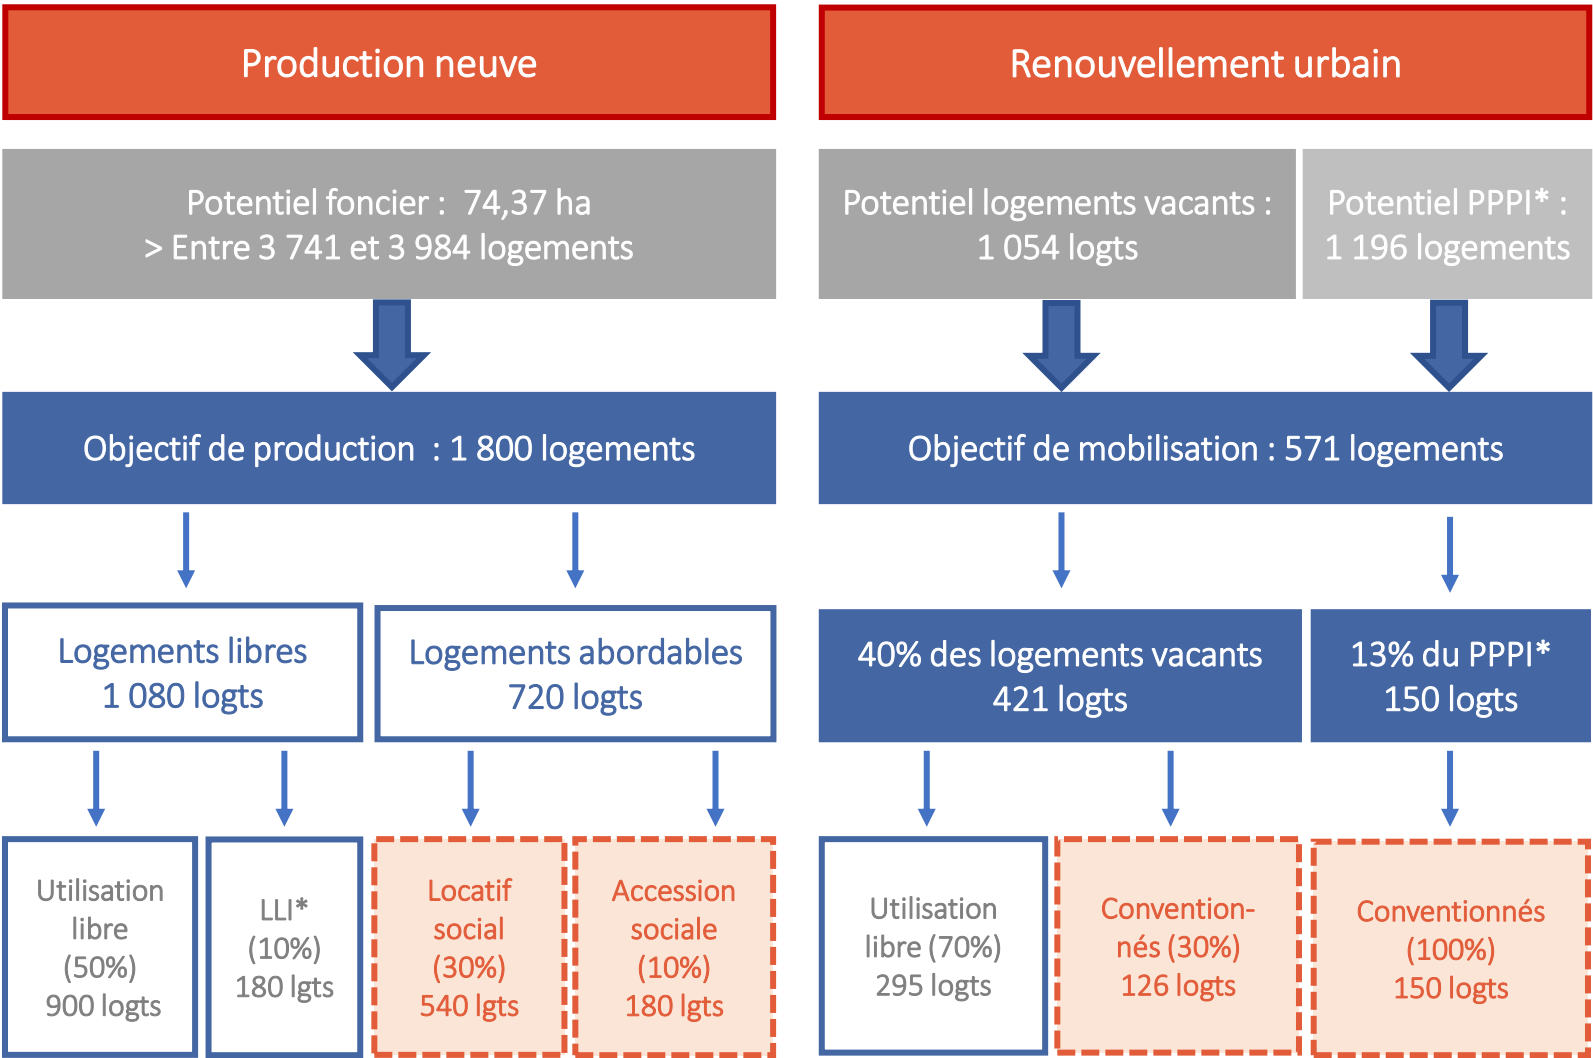 Production neuve
Potentiel foncier :  74,37 ha
> Entre 3 741 et 3 984 logements
Objectif de production  : 1 800 logements
Logements libres
1 080 logts
Logements abordables
720 logts
Utilisation
libre
(50%)
900 logts
LLI*
(10%)
180 lgts
Locatif
social
(30%)
540 lgts
Accession
sociale
(10%)
180 lgts
Renouvellement urbain
Potentiel logements vacants :
1 054 logts
Potentiel PPPI* :
1 196 logements
Objectif de mobilisation : 571 logements
40% des logements vacants
421 logts
13% du PPPI*
150 logts
Utilisation
libre (70%)
295 logts
Convention-
nés (30%)
126 logts
Conventionnés
(100%)
150 logts